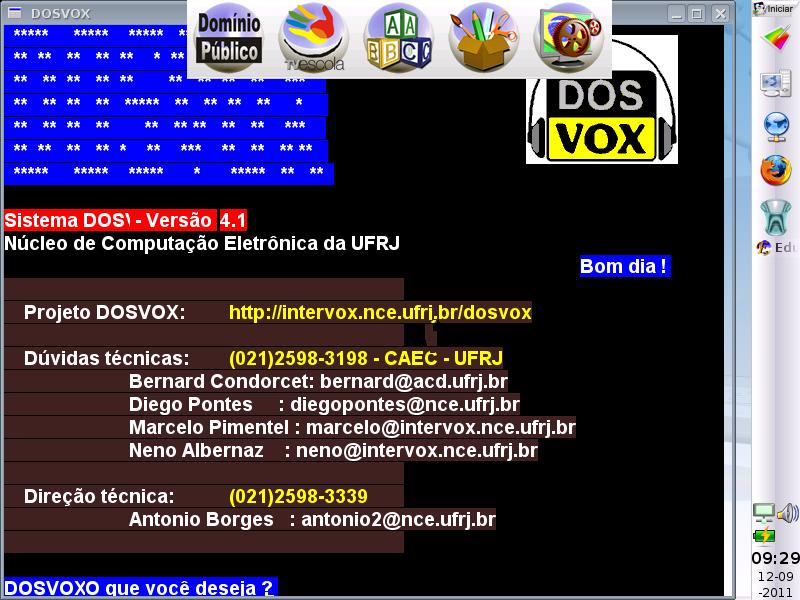 DOSVOX
Domínio
Público
tv escola
A
A B
B C C
Iniciar
DOS
VOX
Sistema DOS\ - Versão 4.1
Núcleo de Computação Eletrônica da UFRJ
Bom dia !
Projeto DOSVOX: http://intervox.nce.ufrj.br/dosvox
Dúvidas técnicas: (021)2598-3198 - CAEC - UFRJ
Bernard Condorcet: bernard@acd.ufrj.br
Diego Pontes : diegopontes@nce.ufrj.br
Marcelo Pimentel : marcelo@intervox.nce.ufrj.br
Neno Albernaz : neno@intervox.nce.ufrj.br
Direção técnica: (021)2598-3339
Antonio Borges : antonio2@nce.ufrj.br
DOSVOXO que você deseja ?
Edu
09:29
12-09
-2011